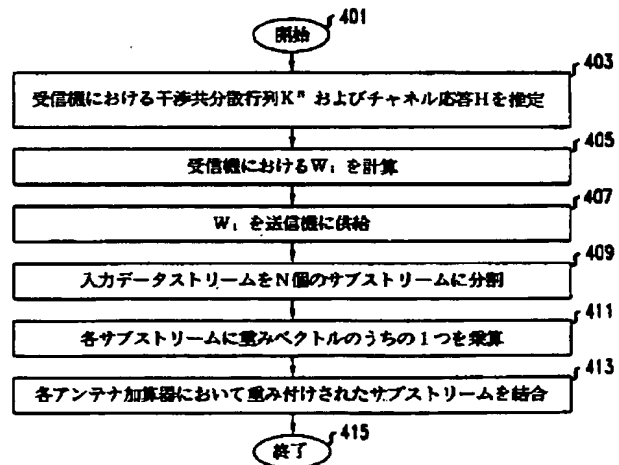 401
開始
403
受信機における干渉共分散行列Kⁿ およびチャネル応答Hを推定
405
受信機におけるWᵢ を計算
407
Wᵢ を送信機に供給
409
入力データストリームをN個のサブストリームに分割
411
各サブストリームに重みベクトルのうちの1つを乗算
413
各アンテナ加算器において重み付けされたサブストリームを結合
415
終了